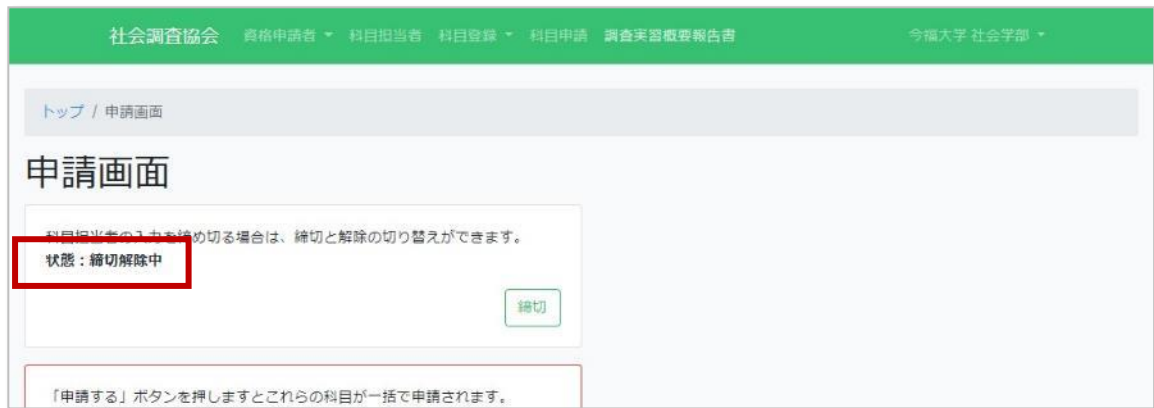 社会調査協会 資格申請者 科目担当者 科目登録 科目申請 調査実習概要報告書 今福大学 社会学部
トップ / 申請画面
申請画面
科目担当者の入力を締め切る場合は、締切と解除の切り替えができます。
状態：締切解除中
締切
「申請する」ボタンを押しますとこれらの科目が一括で申請されます。